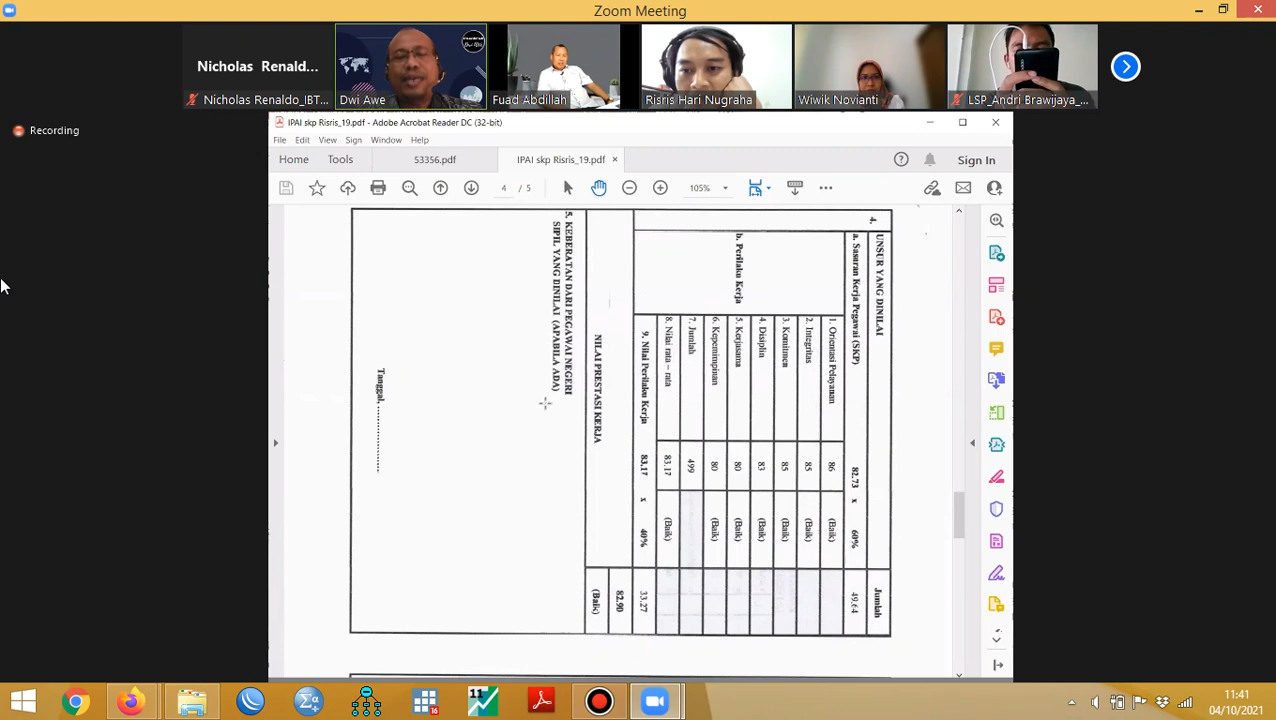 Zoom Meeting
Nicholas Renaldo...
Nicholas Renaldo_IBT...
Dwi Awe
Fuad Abdillah
Risris Hari Nugraha
Wiwik Novianti
LSP_Andri Brawijaya_...
Recording
IPAI skp Risris_19.pdf - Adobe Acrobat Reader DC (32-bit)
File Edit View Sign Window Help
Home Tools 53356.pdf IPAI skp Risris_19.pdf × Sign In
4 / 5 105%
4. UNSUR YANG DINILAI Jumlah
a. Sasaran Kerja Pegawai (SKP) 82.73 x 60% 49,64
b. Perilaku Kerja
1. Orientasi Pelayanan 86 (Baik)
2. Integritas 85 (Baik)
3. Komitmen 85 (Baik)
4. Disiplin 83 (Baik)
5. Kerjasama 80 (Baik)
6. Kepemimpinan 80 (Baik)
7. Jumlah 499
8. Nilai rata – rata 83.17 (Baik)
9. Nilai Perilaku Kerja 83.17 x 40% 33.27
NILAI PRESTASI KERJA 82.90
(Baik)
5. KEBERATAN DARI PEGAWAI NEGERI
SIPIL YANG DINILAI (APABILA ADA)
Tanggal, ........................
11
16
11:41
04/10/2021